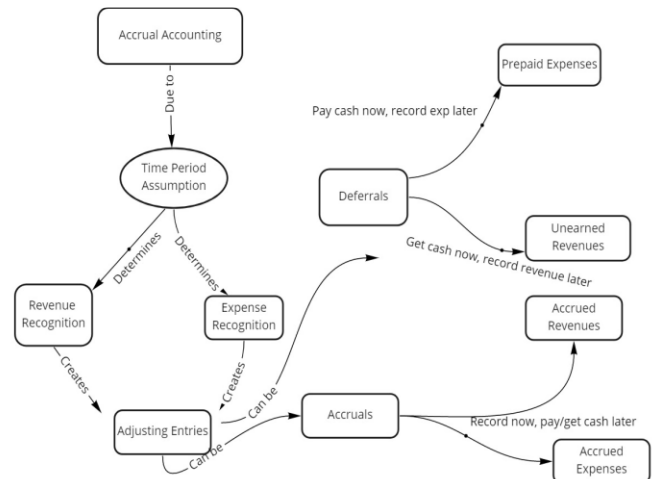 Accrual Accounting
Due to
Time Period
Assumption
Determines
Determines
Revenue
Recognition
Expense
Recognition
Creates
Creates
Adjusting Entries
Can be
Can be
Deferrals
Pay cash now, record exp later
Prepaid Expenses
Get cash now, record revenue later
Unearned
Revenues
Accruals
Record now, pay/get cash later
Accrued
Revenues
Accrued
Expenses